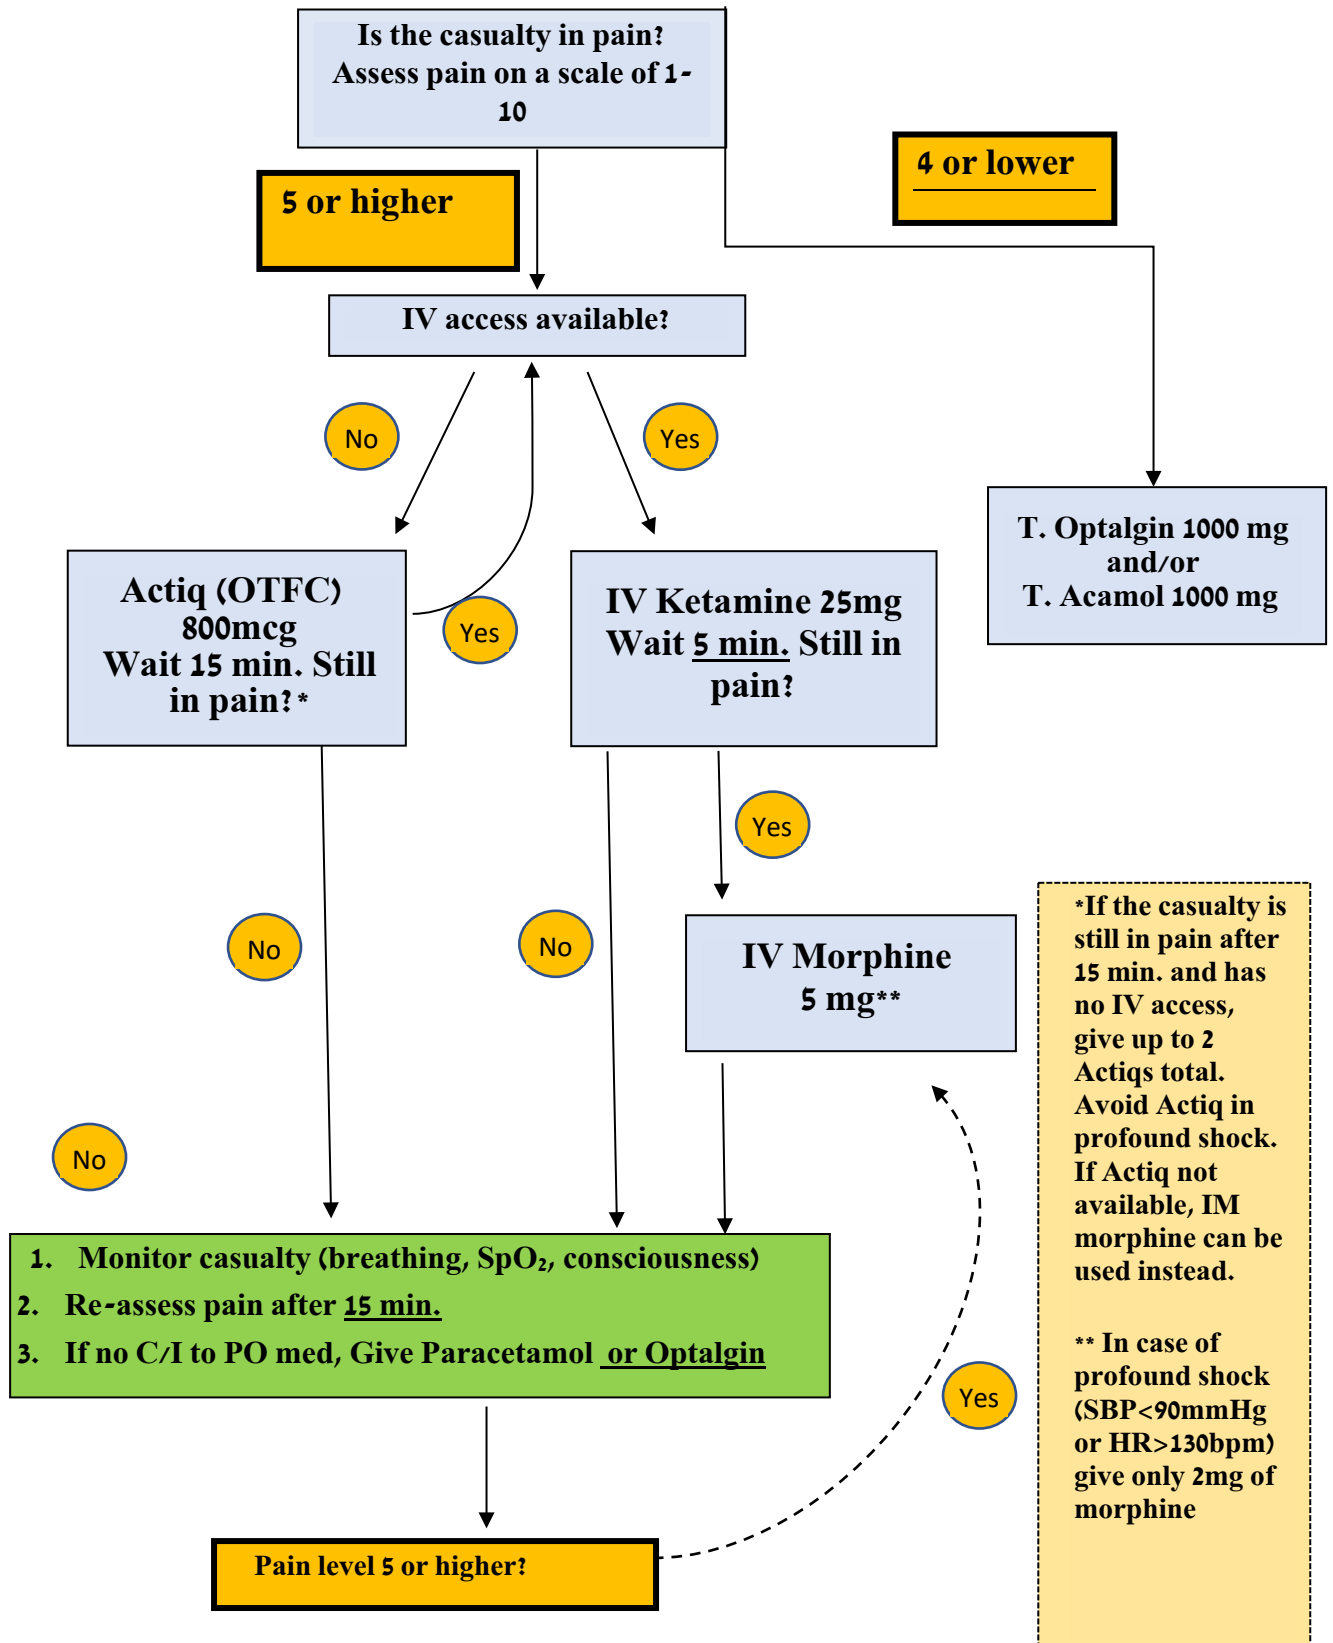 Is the casualty in pain?
Assess pain on a scale of 1-
10
4 or lower
5 or higher
IV access available?
No
Yes
T. Optalgin 1000 mg
and/or
T. Acamol 1000 mg
Actiq (OTFC)
800mcg
Wait 15 min. Still
in pain?*
Yes
IV Ketamine 25mg
Wait 5 min. Still in
pain?
Yes
No
No
IV Morphine
5 mg**
*If the casualty is
still in pain after
15 min. and has
no IV access,
give up to 2
Actiqs total.
Avoid Actiq in
profound shock.
If Actiq not
available, IM
morphine can be
used instead.
** In case of
profound shock
(SBP<90mmHg
or HR>130bpm)
give only 2mg of
morphine
No
1. Monitor casualty (breathing, SpO₂, consciousness)
2. Re-assess pain after 15 min.
3. If no C/I to PO med, Give Paracetamol or Optalgin
Yes
Pain level 5 or higher?